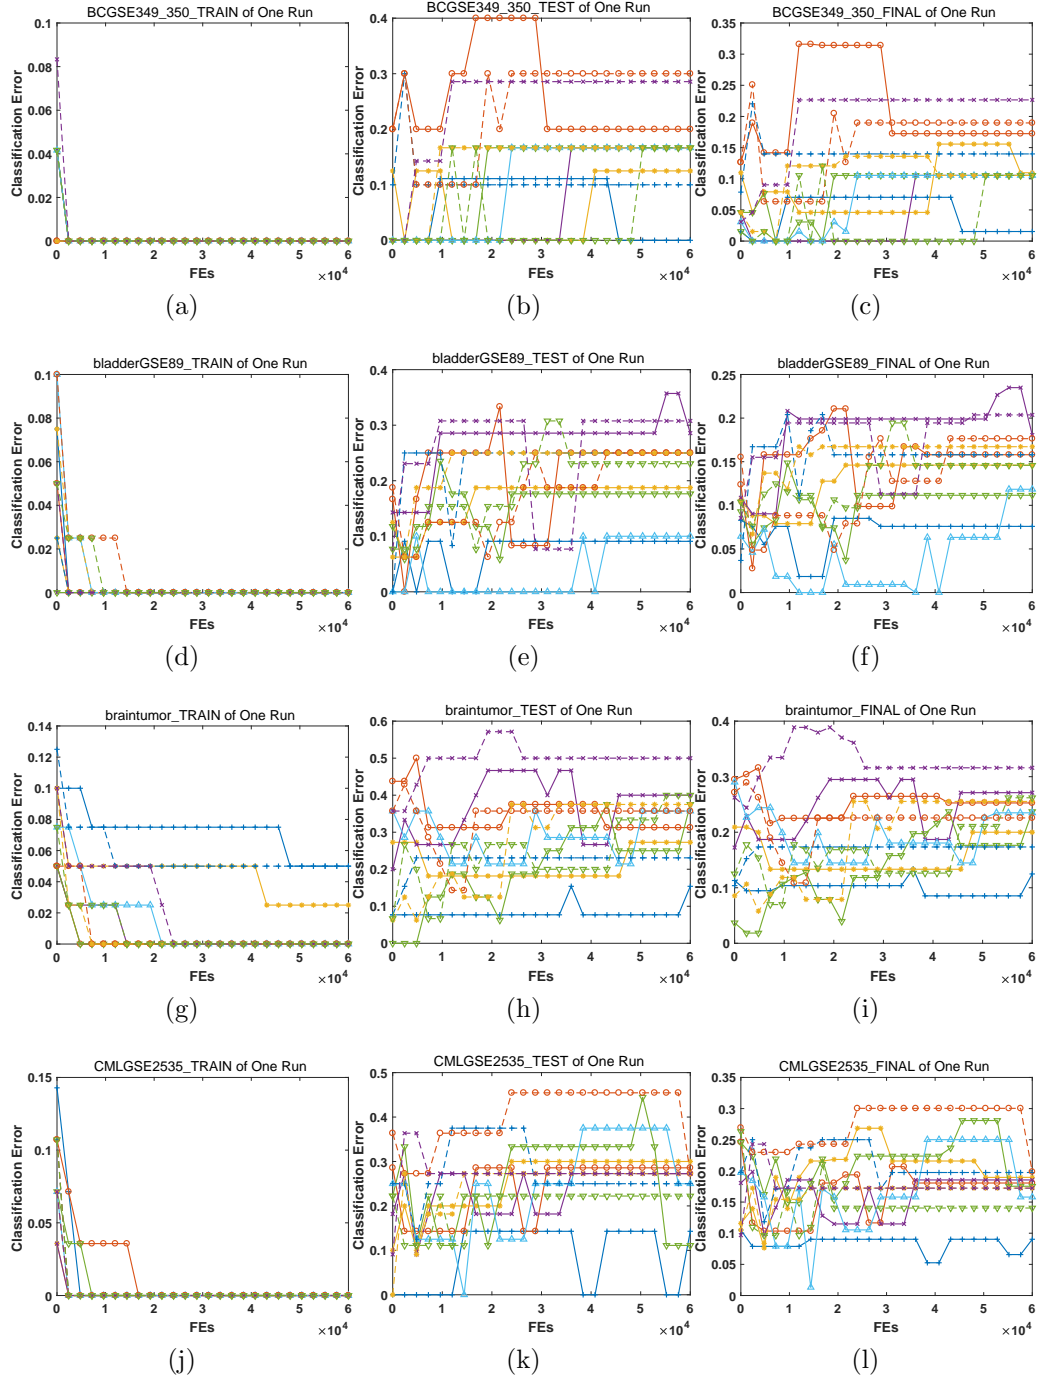 BCGSE349_350_TRAIN of One Run
Classification Error
0.1
0.08
0.06
0.04
0.02
0
0 1 2 3 4 5 6
FEs ×10^4
(a)
BCGSE349_350_TEST of One Run
Classification Error
0.4
0.3
0.2
0.1
0
0 1 2 3 4 5 6
FEs ×10^4
(b)
BCGSE349_350_FINAL of One Run
Classification Error
0.35
0.3
0.25
0.2
0.15
0.1
0.05
0
0 1 2 3 4 5 6
FEs ×10^4
(c)
bladderGSE89_TRAIN of One Run
Classification Error
0.1
0.08
0.06
0.04
0.02
0
0 1 2 3 4 5 6
FEs ×10^4
(d)
bladderGSE89_TEST of One Run
Classification Error
0.4
0.3
0.2
0.1
0
0 1 2 3 4 5 6
FEs ×10^4
(e)
bladderGSE89_FINAL of One Run
Classification Error
0.25
0.2
0.15
0.1
0.05
0
0 1 2 3 4 5 6
FEs ×10^4
(f)
braintumor_TRAIN of One Run
Classification Error
0.14
0.12
0.1
0.08
0.06
0.04
0.02
0
0 1 2 3 4 5 6
FEs ×10^4
(g)
braintumor_TEST of One Run
Classification Error
0.6
0.5
0.4
0.3
0.2
0.1
0
0 1 2 3 4 5 6
FEs ×10^4
(h)
braintumor_FINAL of One Run
Classification Error
0.4
0.3
0.2
0.1
0
0 1 2 3 4 5 6
FEs ×10^4
(i)
CMLGSE2535_TRAIN of One Run
Classification Error
0.15
0.1
0.05
0
0 1 2 3 4 5 6
FEs ×10^4
(j)
CMLGSE2535_TEST of One Run
Classification Error
0.5
0.4
0.3
0.2
0.1
0
0 1 2 3 4 5 6
FEs ×10^4
(k)
CMLGSE2535_FINAL of One Run
Classification Error
0.35
0.3
0.25
0.2
0.15
0.1
0.05
0
0 1 2 3 4 5 6
FEs ×10^4
(l)